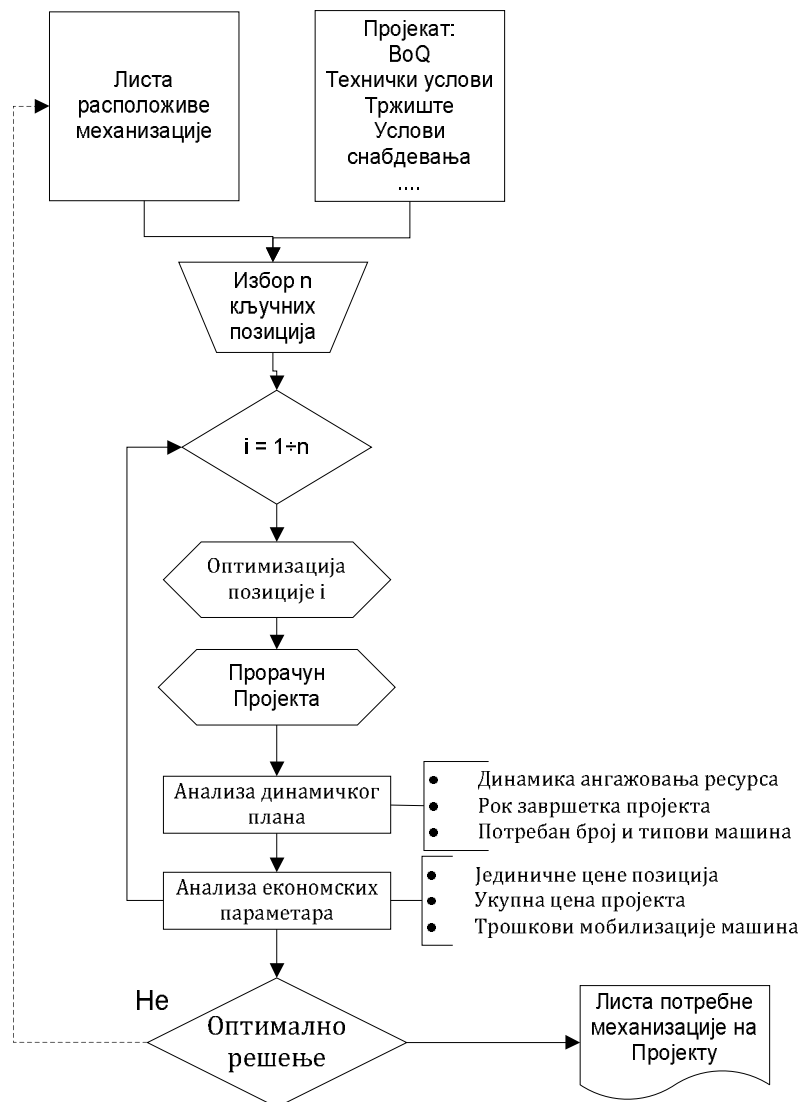 Листа
расположиве
механизације
Пројекат:
BoQ
Технички услови
Тржиште
Услови
снабдевања
....
Избор n
кључних
позиција
i = 1÷n
Оптимизација
позиције i
Прорачун
Пројекта
Анализа динамичког
плана
• Динамика ангажовања ресурса
• Рок завршетка пројекта
• Потребан број и типови машина
Анализа економских
параметара
• Јединичне цене позиција
• Укупна цена пројекта
• Трошкови мобилизације машина
Не
Оптимално
решење
Листа потребне
механизације на
Пројекту